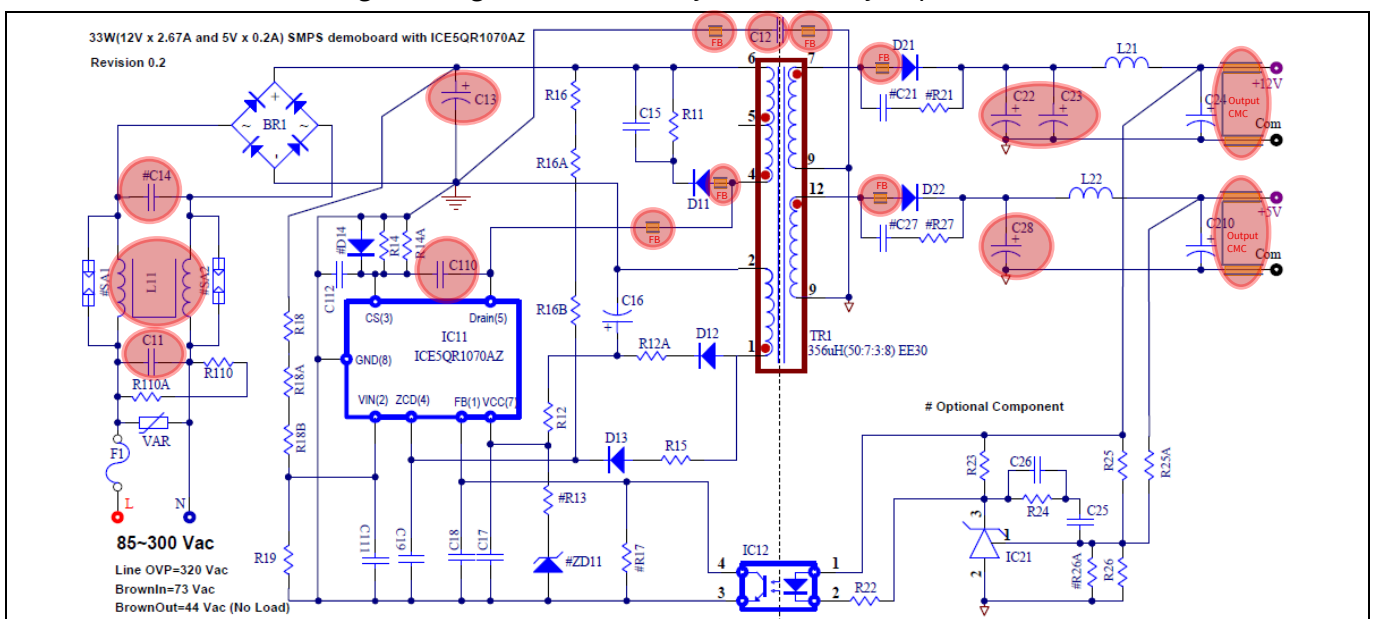 33W(12V x 2.67A and 5V x 0.2A) SMPS demoboard with ICE5QR1070AZ
Revision 0.2
FB
C12
FB
D21
FB
L21
+12V
BR1
C13
R16
C15
R11
6
7
5
#C21
#R21
C22
C23
C24
Output
CMC
Com
R16A
4
9
D11
FB
12
FB
D22
L22
+5V
#C14
#D14
R14
R14A
FB
#C27
#R27
C28
C210
Output
CMC
Com
#SA1
L11
#SA2
C112
C110
2
9
CS(3)
Drain(5)
IC11
ICE5QR1070AZ
R16B
C16
C11
R18
GND(8)
R12A
D12
1
TR1
356uH(50:7:3:8) EE30
R110
R110A
R18A
VIN(2)
ZCD(4)
FB(1)
VCC(7)
R12
# Optional Component
VAR
R18B
D13
R15
F1
R23
C26
R25
R25A
L
N
#R13
R24
C25
3
1
85~300 Vac
R19
C111
C19
C18
C17
#ZD11
#R17
IC12
IC21
#R26A
R26
Line OVP=320 Vac
4
1
2
BrownIn=73 Vac
3
2
R22
BrownOut=44 Vac (No Load)